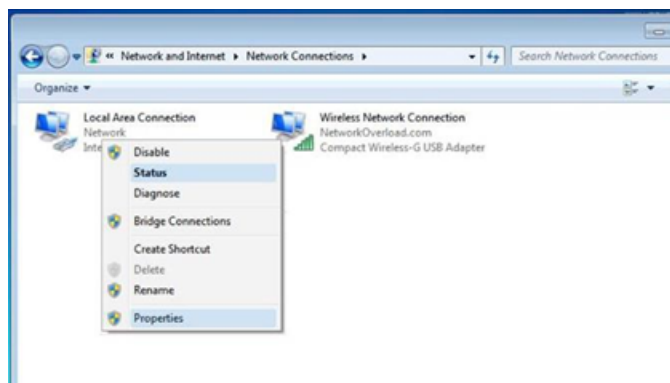 « Network and Internet ▸ Network Connections ▸
Search Network Connections
Organize ▾
Local Area Connection
Network
Inte
Wireless Network Connection
NetworkOverload.com
Compact Wireless-G USB Adapter
Disable
Status
Diagnose
Bridge Connections
Create Shortcut
Delete
Rename
Properties